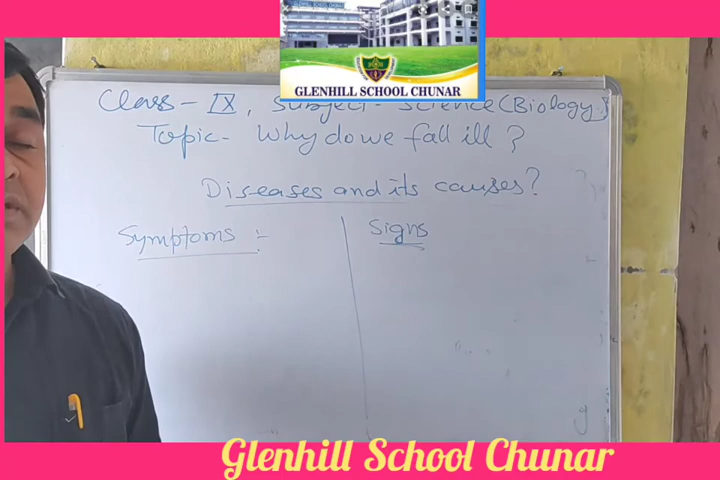 GLENHILL SCHOOL CHUNAR
Class - IX, Subject - Science (Biology)
Topic - Why do we fall ill ?
Diseases and its causes?
Symptoms :-
Signs
Glenhill School Chunar